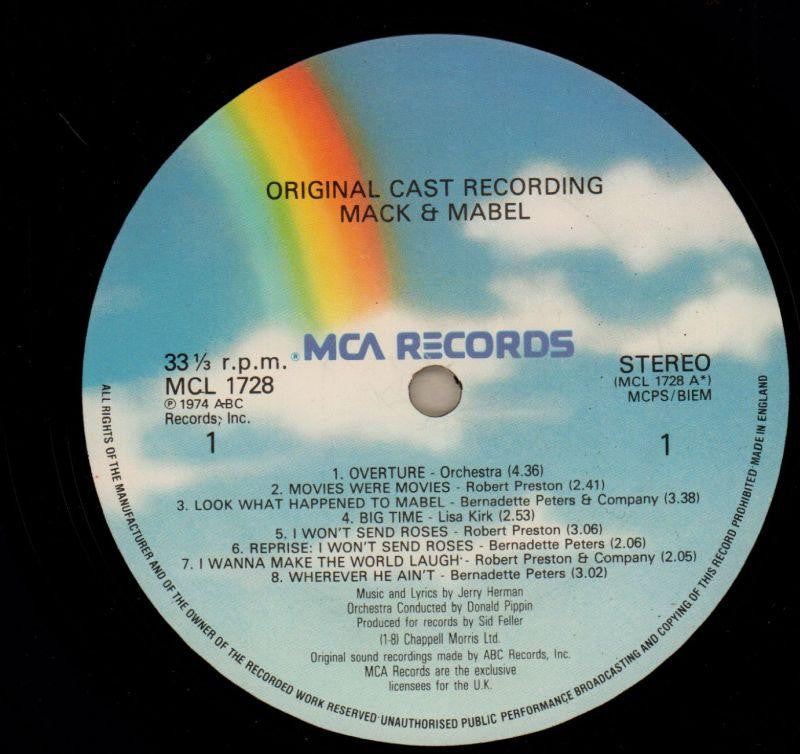 ORIGINAL CAST RECORDING
MACK & MABEL
®MCA RECORDS
33⅓ r.p.m.
MCL 1728
Ⓟ 1974 ABC
Records, Inc.
1
STEREO
(MCL 1728 A*)
MCPS/BIEM
1
1. OVERTURE - Orchestra (4.36)
2. MOVIES WERE MOVIES - Robert Preston (2.41)
3. LOOK WHAT HAPPENED TO MABEL - Bernadette Peters & Company (3.38)
4. BIG TIME - Lisa Kirk (2.53)
5. I WON'T SEND ROSES - Robert Preston (3.06)
6. REPRISE: I WON'T SEND ROSES - Bernadette Peters (2.06)
7. I WANNA MAKE THE WORLD LAUGH - Robert Preston & Company (2.05)
8. WHEREVER HE AIN'T - Bernadette Peters (3.02)
Music and Lyrics by Jerry Herman
Orchestra Conducted by Donald Pippin
Produced for records by Sid Feller
(1-8) Chappell Morris Ltd.
Original sound recordings made by ABC Records, Inc.
MCA Records are the exclusive
licensees for the U.K.
ALL RIGHTS OF THE MANUFACTURER AND OF THE OWNER OF THE RECORDED WORK RESERVED·UNAUTHORISED PUBLIC PERFORMANCE BROADCASTING AND COPYING OF THIS RECORD PROHIBITED·MADE IN ENGLAND